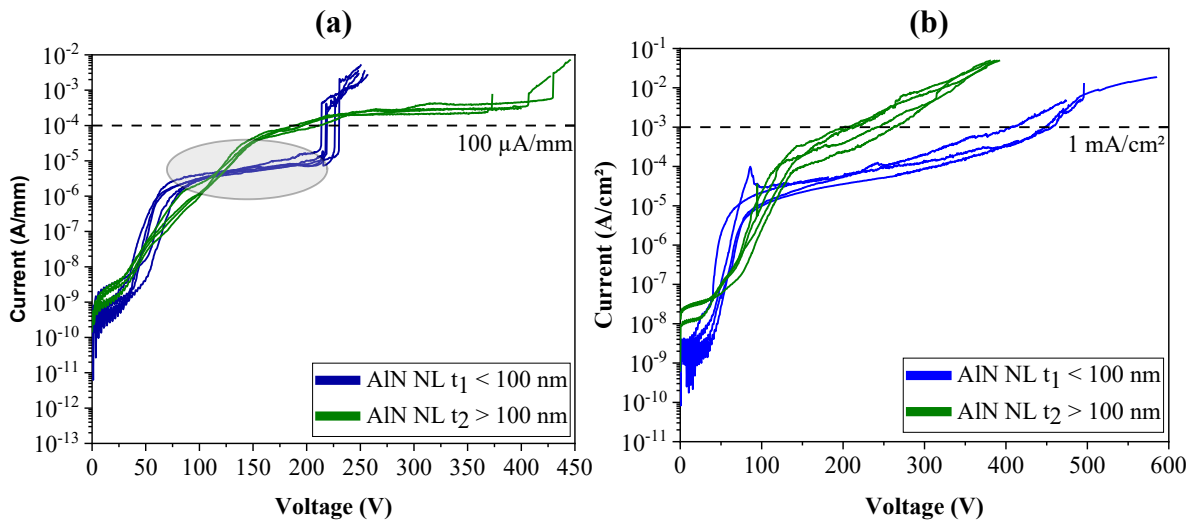 (a)
10⁻²
10⁻³
10⁻⁴
10⁻⁵
10⁻⁶
10⁻⁷
10⁻⁸
10⁻⁹
10⁻¹⁰
10⁻¹¹
10⁻¹²
10⁻¹³
Current (A/mm)
100 µA/mm
AlN NL t₁ < 100 nm
AlN NL t₂ > 100 nm
0 50 100 150 200 250 300 350 400 450
Voltage (V)
(b)
10⁻¹
10⁻²
10⁻³
10⁻⁴
10⁻⁵
10⁻⁶
10⁻⁷
10⁻⁸
10⁻⁹
10⁻¹⁰
10⁻¹¹
Current (A/cm²)
1 mA/cm²
AlN NL t₁ < 100 nm
AlN NL t₂ > 100 nm
0 100 200 300 400 500 600
Voltage (V)